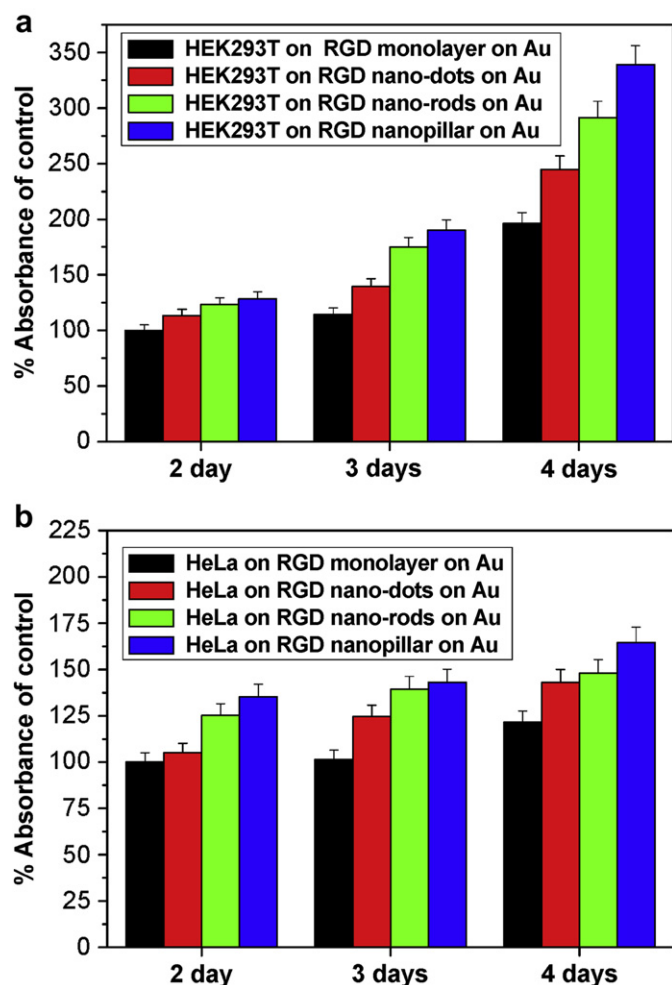 a
% Absorbance of control
350
300
250
200
150
100
50
0
HEK293T on RGD monolayer on Au
HEK293T on RGD nano-dots on Au
HEK293T on RGD nano-rods on Au
HEK293T on RGD nanopillar on Au
2 day
3 days
4 days
b
% Absorbance of control
225
200
175
150
125
100
75
50
25
0
HeLa on RGD monolayer on Au
HeLa on RGD nano-dots on Au
HeLa on RGD nano-rods on Au
HeLa on RGD nanopillar on Au
2 day
3 days
4 days